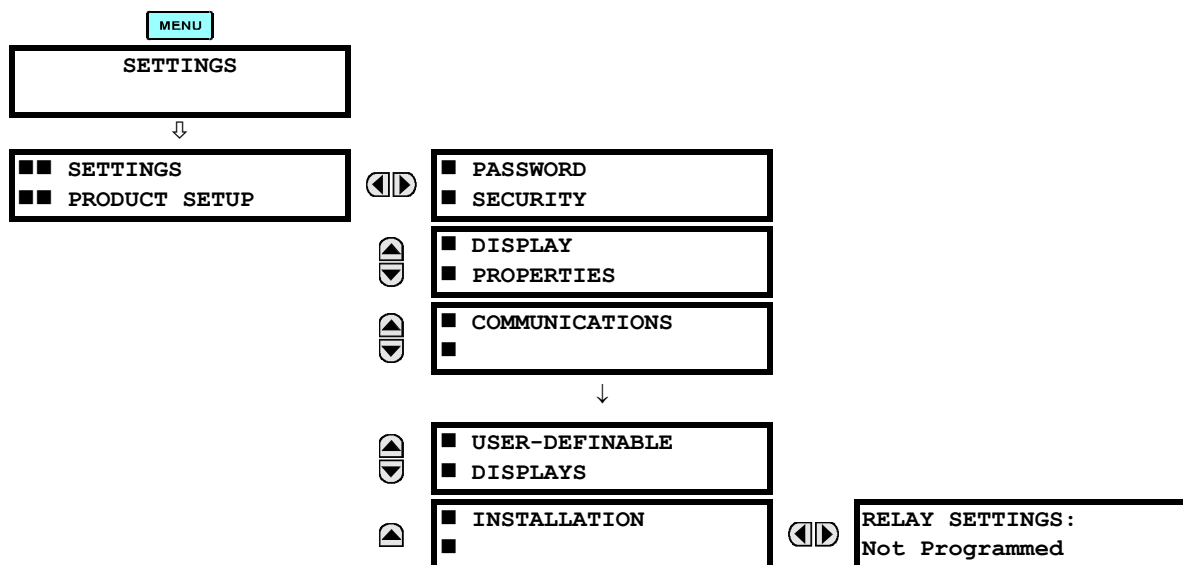 MENU
SETTINGS
■■ SETTINGS
■■ PRODUCT SETUP
■ PASSWORD
■ SECURITY
■ DISPLAY
■ PROPERTIES
■ COMMUNICATIONS
■
■ USER-DEFINABLE
■ DISPLAYS
■ INSTALLATION
■
RELAY SETTINGS:
Not Programmed